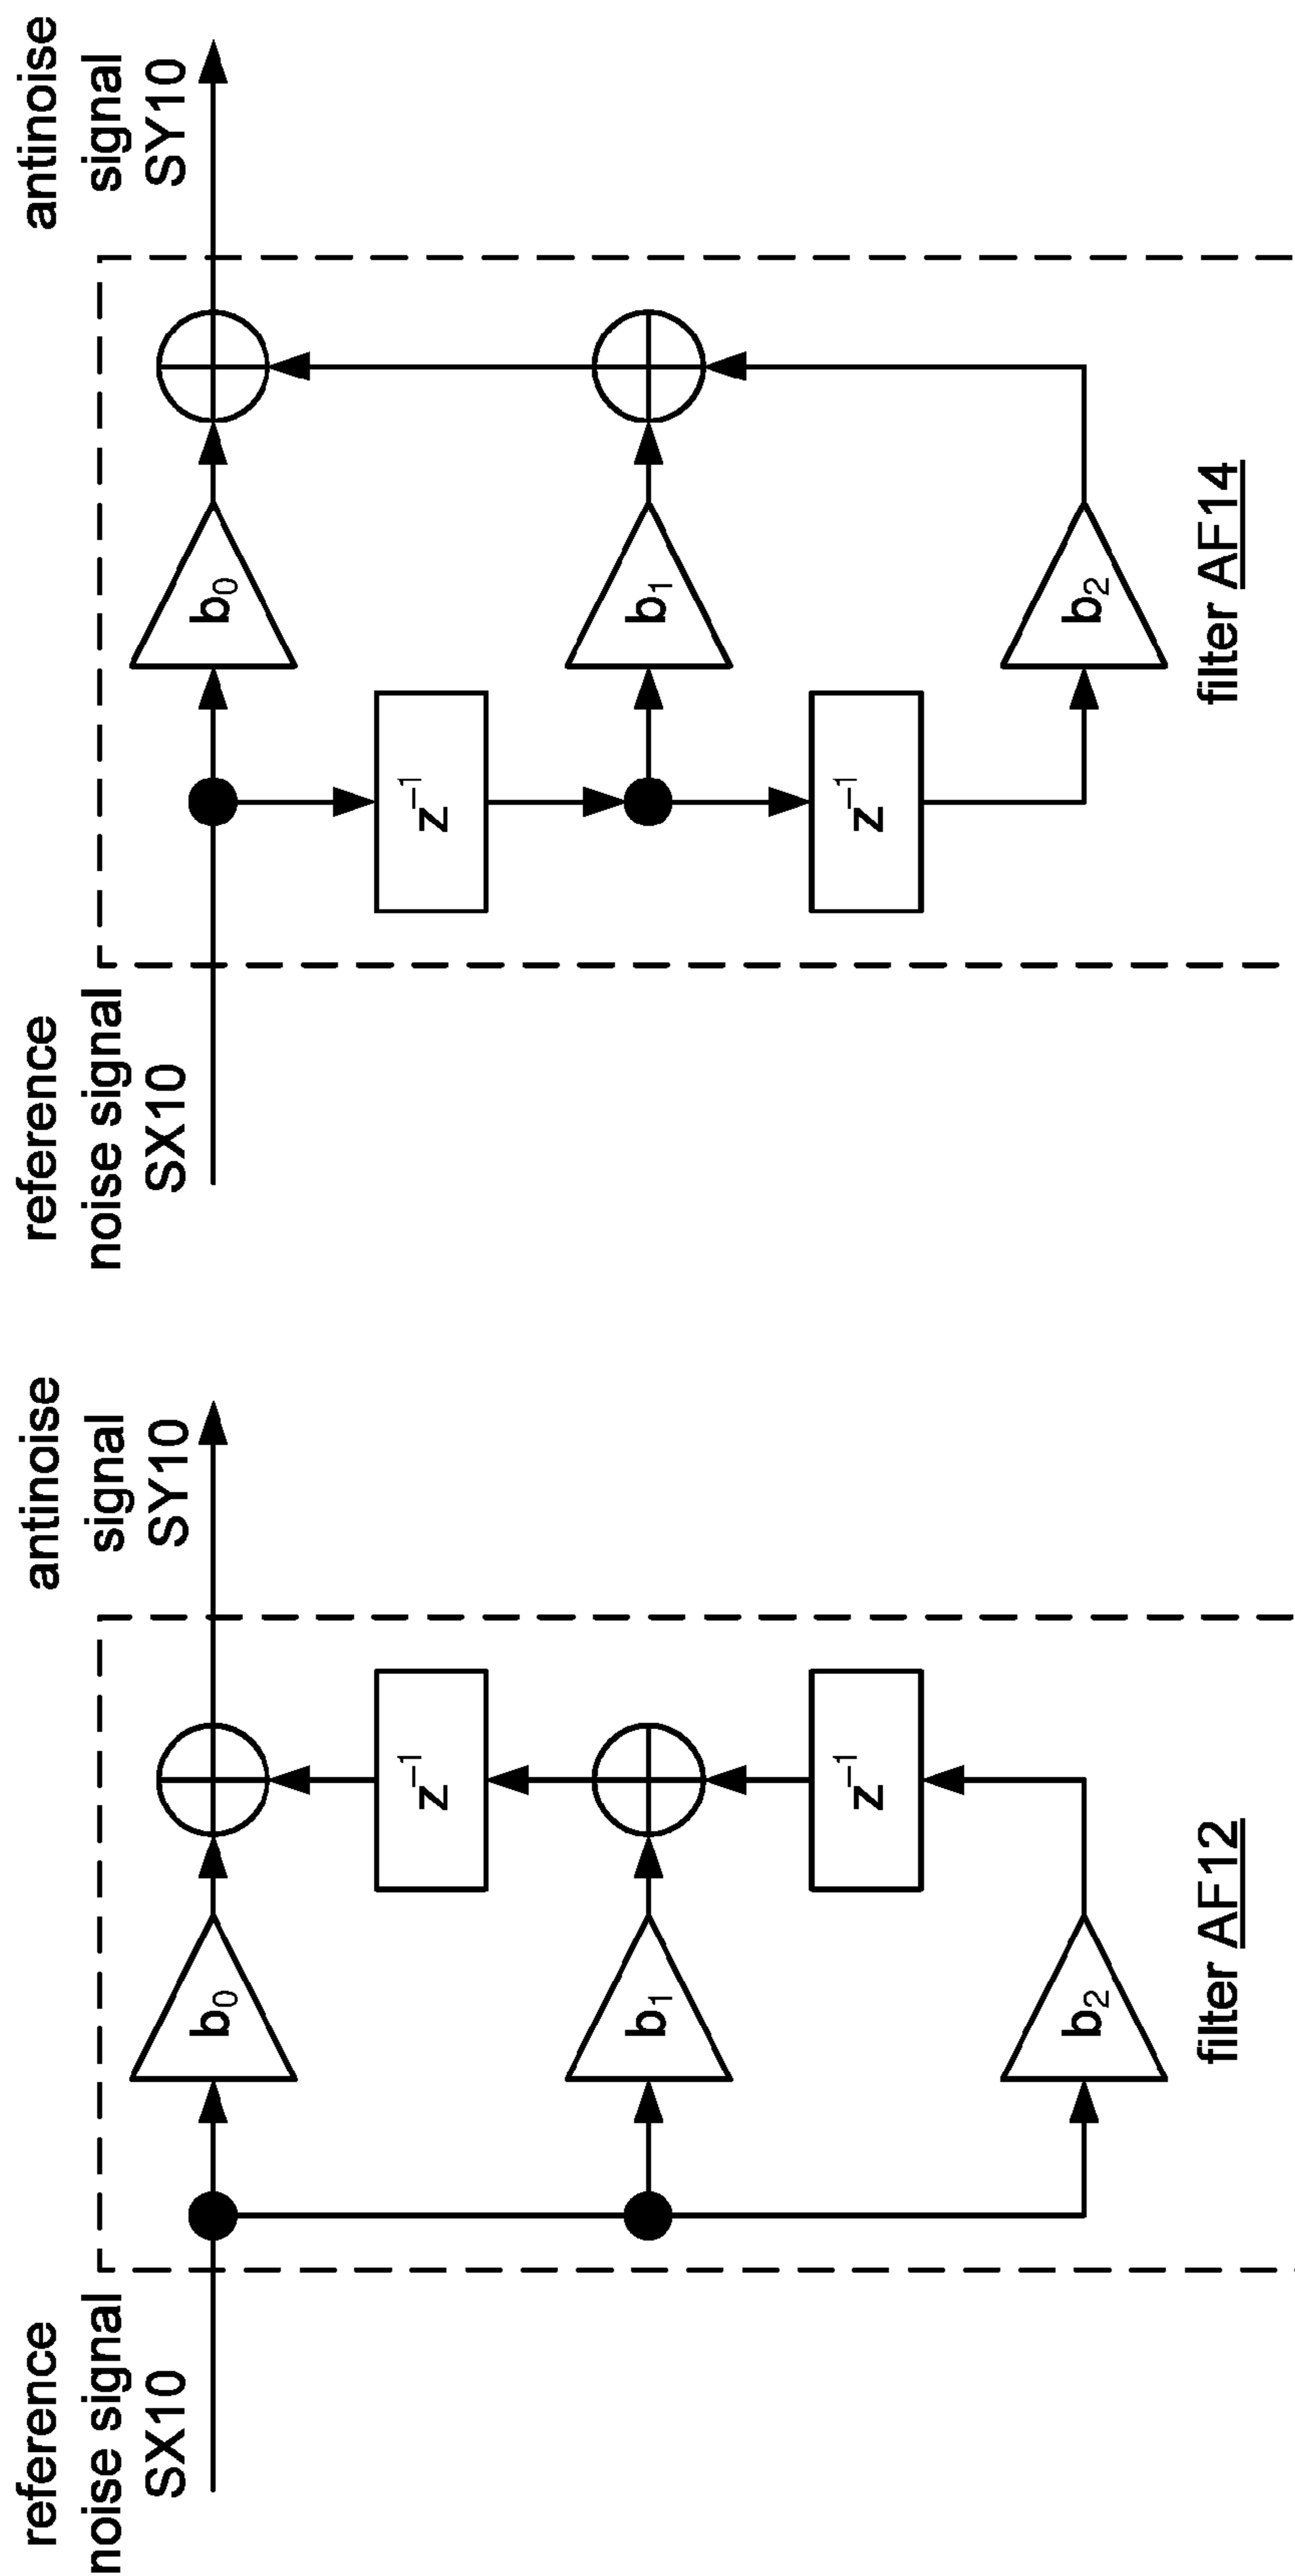 reference
noise signal
SX10
antinoise
signal
SY10
b0
b1
b2
z−1
z−1
filter AF12
reference
noise signal
SX10
antinoise
signal
SY10
z−1
z−1
b0
b1
b2
filter AF14